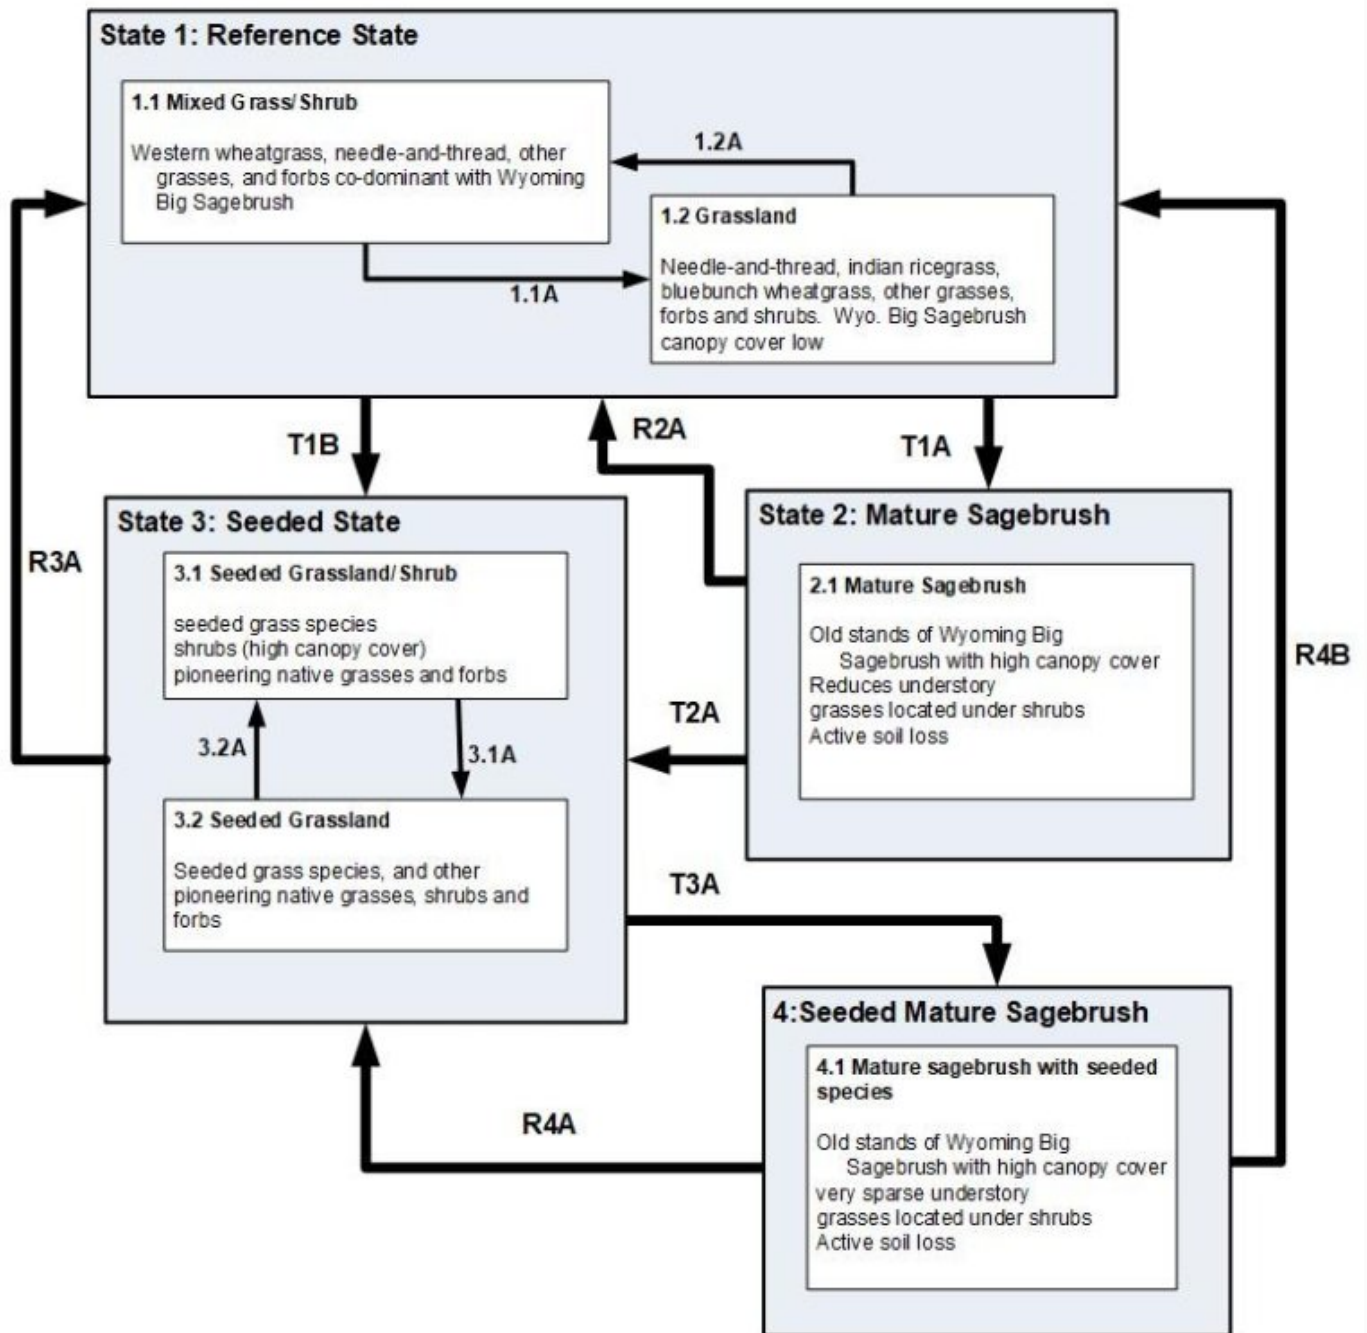 State 1: Reference State
1.1 Mixed Grass/Shrub
Western wheatgrass, needle-and-thread, other
grasses, and forbs co-dominant with Wyoming
Big Sagebrush
1.2A
1.2 Grassland
Needle-and-thread, indian ricegrass,
bluebunch wheatgrass, other grasses,
forbs and shrubs. Wyo. Big Sagebrush
canopy cover low
1.1A
T1B
R2A
T1A
State 3: Seeded State
State 2: Mature Sagebrush
R3A
3.1 Seeded Grassland/Shrub
seeded grass species
shrubs (high canopy cover)
pioneering native grasses and forbs
2.1 Mature Sagebrush
Old stands of Wyoming Big
Sagebrush with high canopy cover
Reduces understory
grasses located under shrubs
Active soil loss
R4B
T2A
3.2A
3.1A
3.2 Seeded Grassland
Seeded grass species, and other
pioneering native grasses, shrubs and
forbs
T3A
4:Seeded Mature Sagebrush
4.1 Mature sagebrush with seeded
species
Old stands of Wyoming Big
Sagebrush with high canopy cover
very sparse understory
grasses located under shrubs
Active soil loss
R4A